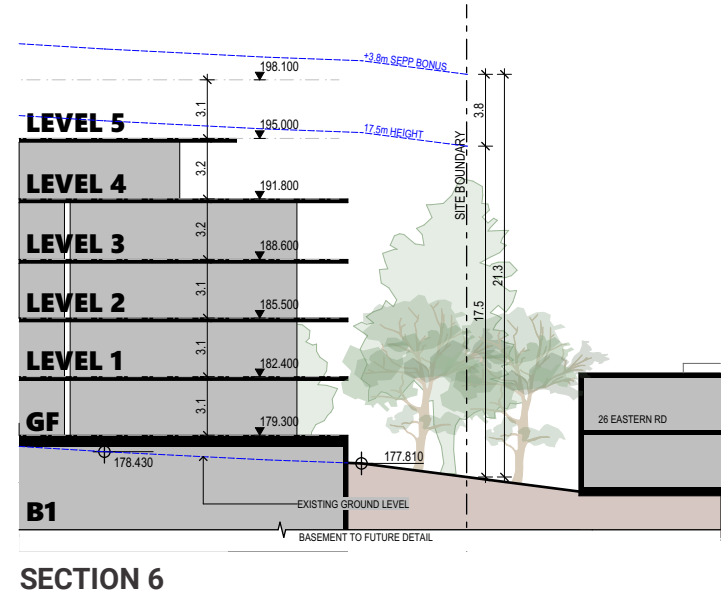 +3.8m SEPP BONUS
198.100
3.1
3.8
LEVEL 5
195.000
17.5m HEIGHT
SITE BOUNDARY
3.2
LEVEL 4
191.800
3.2
LEVEL 3
188.600
21.3
3.1
LEVEL 2
185.500
17.5
3.1
LEVEL 1
182.400
3.1
GF
179.300
26 EASTERN RD
178.430
177.810
EXISTING GROUND LEVEL
B1
BASEMENT TO FUTURE DETAIL
SECTION 6